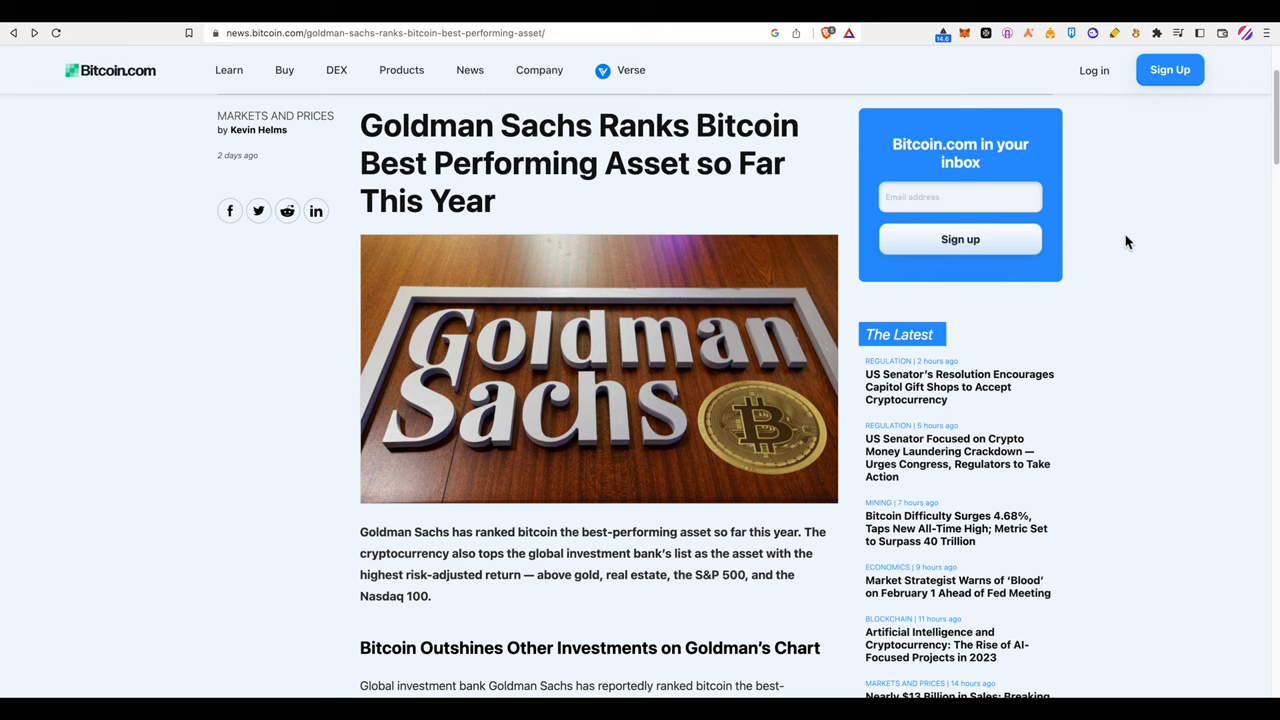 news.bitcoin.com/goldman-sachs-ranks-bitcoin-best-performing-asset/
14.6
Bitcoin.com
Learn
Buy
DEX
Products
News
Company
Verse
Log in
Sign Up
MARKETS AND PRICES
by Kevin Helms
2 days ago
Goldman Sachs Ranks Bitcoin
Best Performing Asset so Far
This Year
Goldman
Sachs
Goldman Sachs has ranked bitcoin the best-performing asset so far this year. The
cryptocurrency also tops the global investment bank's list as the asset with the
highest risk-adjusted return — above gold, real estate, the S&P 500, and the
Nasdaq 100.
Bitcoin Outshines Other Investments on Goldman's Chart
Global investment bank Goldman Sachs has reportedly ranked bitcoin the best-
Bitcoin.com in your
inbox
Email address
Sign up
The Latest
REGULATION | 2 hours ago
US Senator's Resolution Encourages
Capitol Gift Shops to Accept
Cryptocurrency
REGULATION | 5 hours ago
US Senator Focused on Crypto
Money Laundering Crackdown —
Urges Congress, Regulators to Take
Action
MINING | 7 hours ago
Bitcoin Difficulty Surges 4.68%,
Taps New All-Time High; Metric Set
to Surpass 40 Trillion
ECONOMICS | 9 hours ago
Market Strategist Warns of 'Blood'
on February 1 Ahead of Fed Meeting
BLOCKCHAIN | 11 hours ago
Artificial Intelligence and
Cryptocurrency: The Rise of AI-
Focused Projects in 2023
MARKETS AND PRICES | 14 hours ago
Nearly $13 Billion in Sales: Breaking